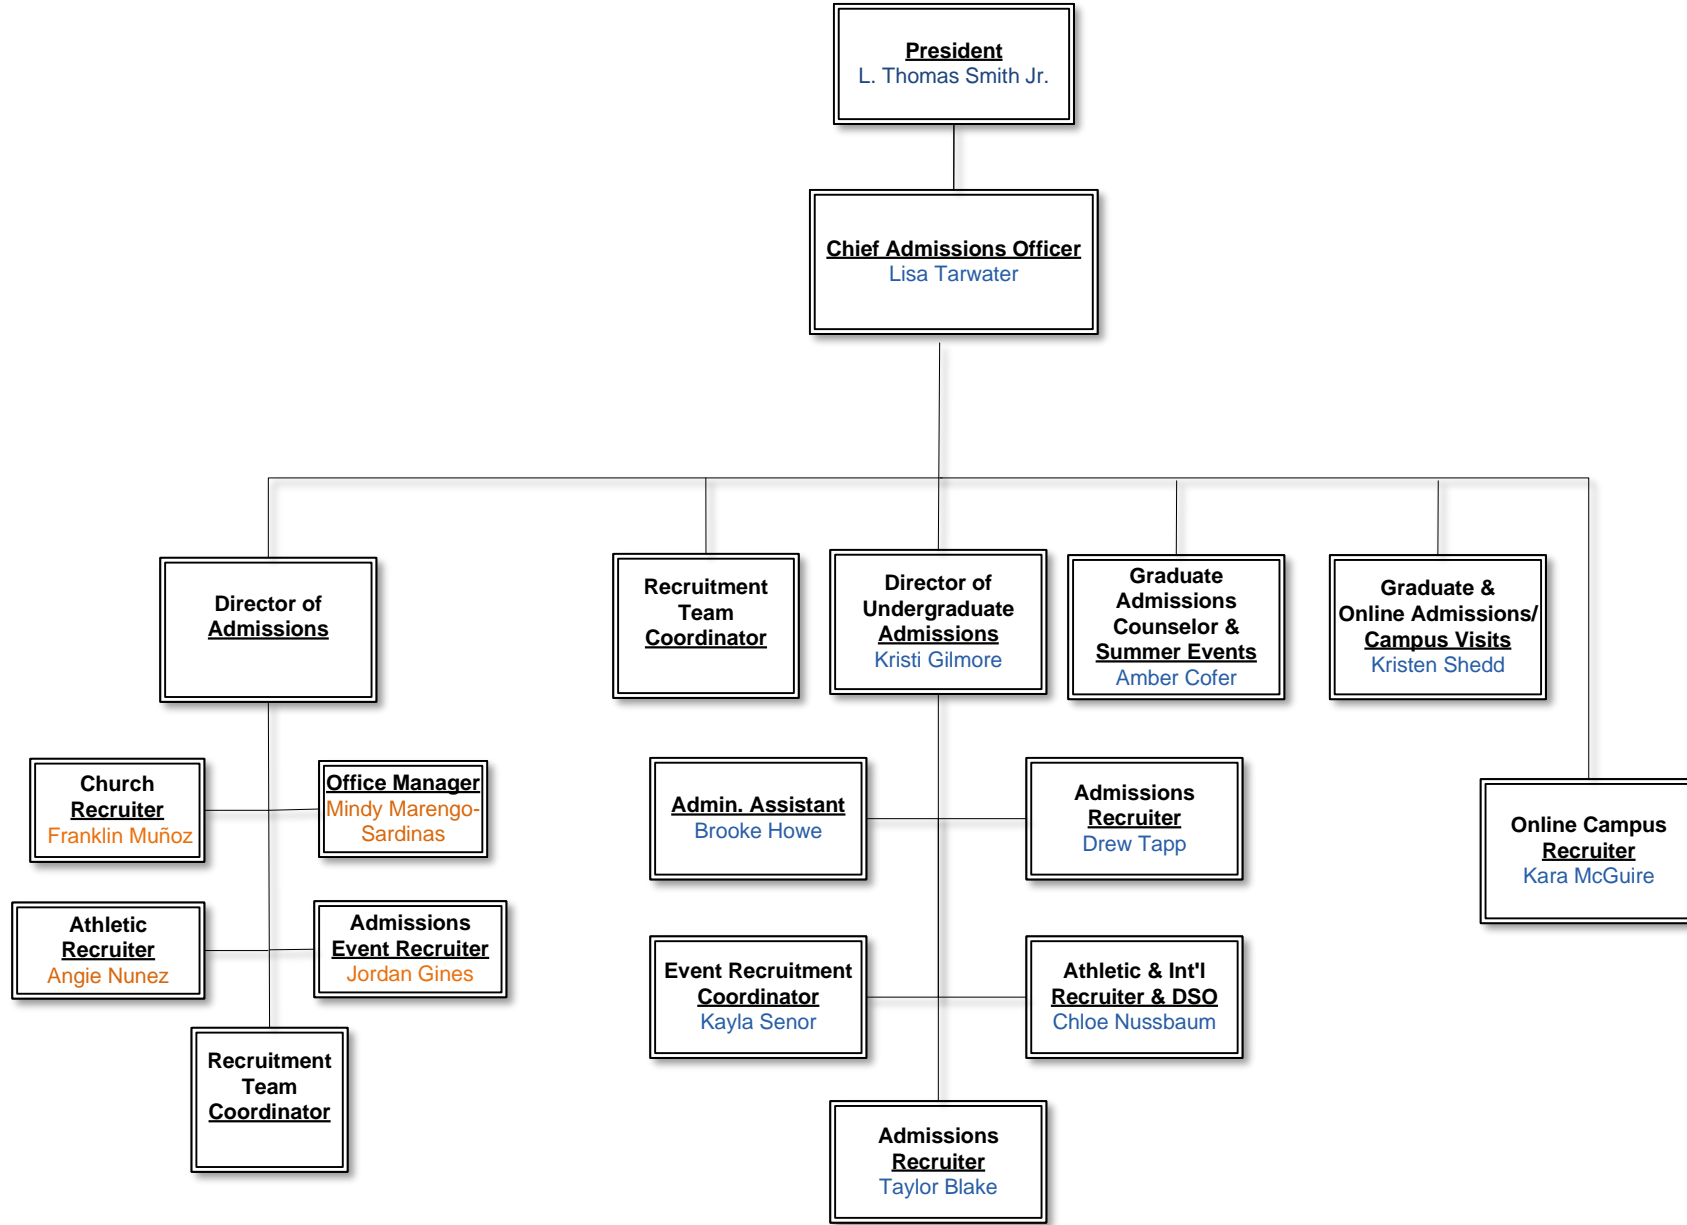 President
L. Thomas Smith Jr.
Chief Admissions Officer
Lisa Tarwater
Director of
Admissions
Recruitment
Team
Coordinator
Director of
Undergraduate
Admissions
Kristi Gilmore
Graduate
Admissions
Counselor &
Summer Events
Amber Cofer
Graduate &
Online Admissions/
Campus Visits
Kristen Shedd
Church
Recruiter
Franklin Muñoz
Office Manager
Mindy Marengo-
Sardinas
Admin. Assistant
Brooke Howe
Admissions
Recruiter
Drew Tapp
Online Campus
Recruiter
Kara McGuire
Athletic
Recruiter
Angie Nunez
Admissions
Event Recruiter
Jordan Gines
Event Recruitment
Coordinator
Kayla Senor
Athletic & Int'l
Recruiter & DSO
Chloe Nussbaum
Recruitment
Team
Coordinator
Admissions
Recruiter
Taylor Blake